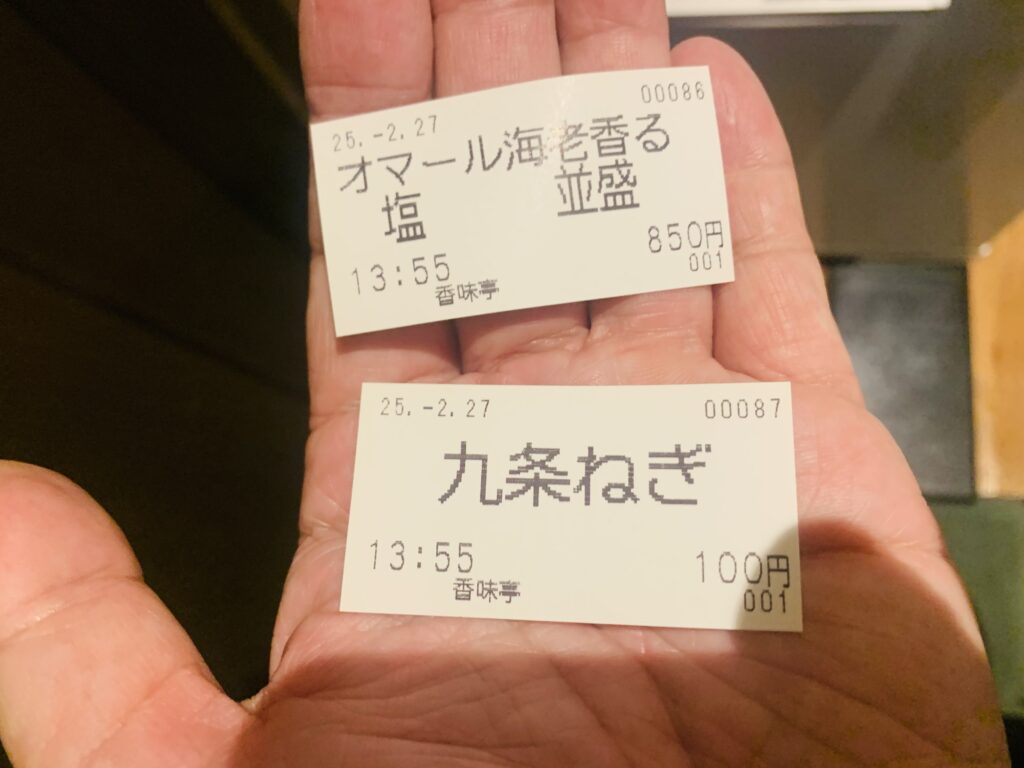 25.-2.27 00086
オマール海老香る
塩 並盛
850円
13:55 001
香味亭
25.-2.27 00087
九条ねぎ
13:55 100円
香味亭 001